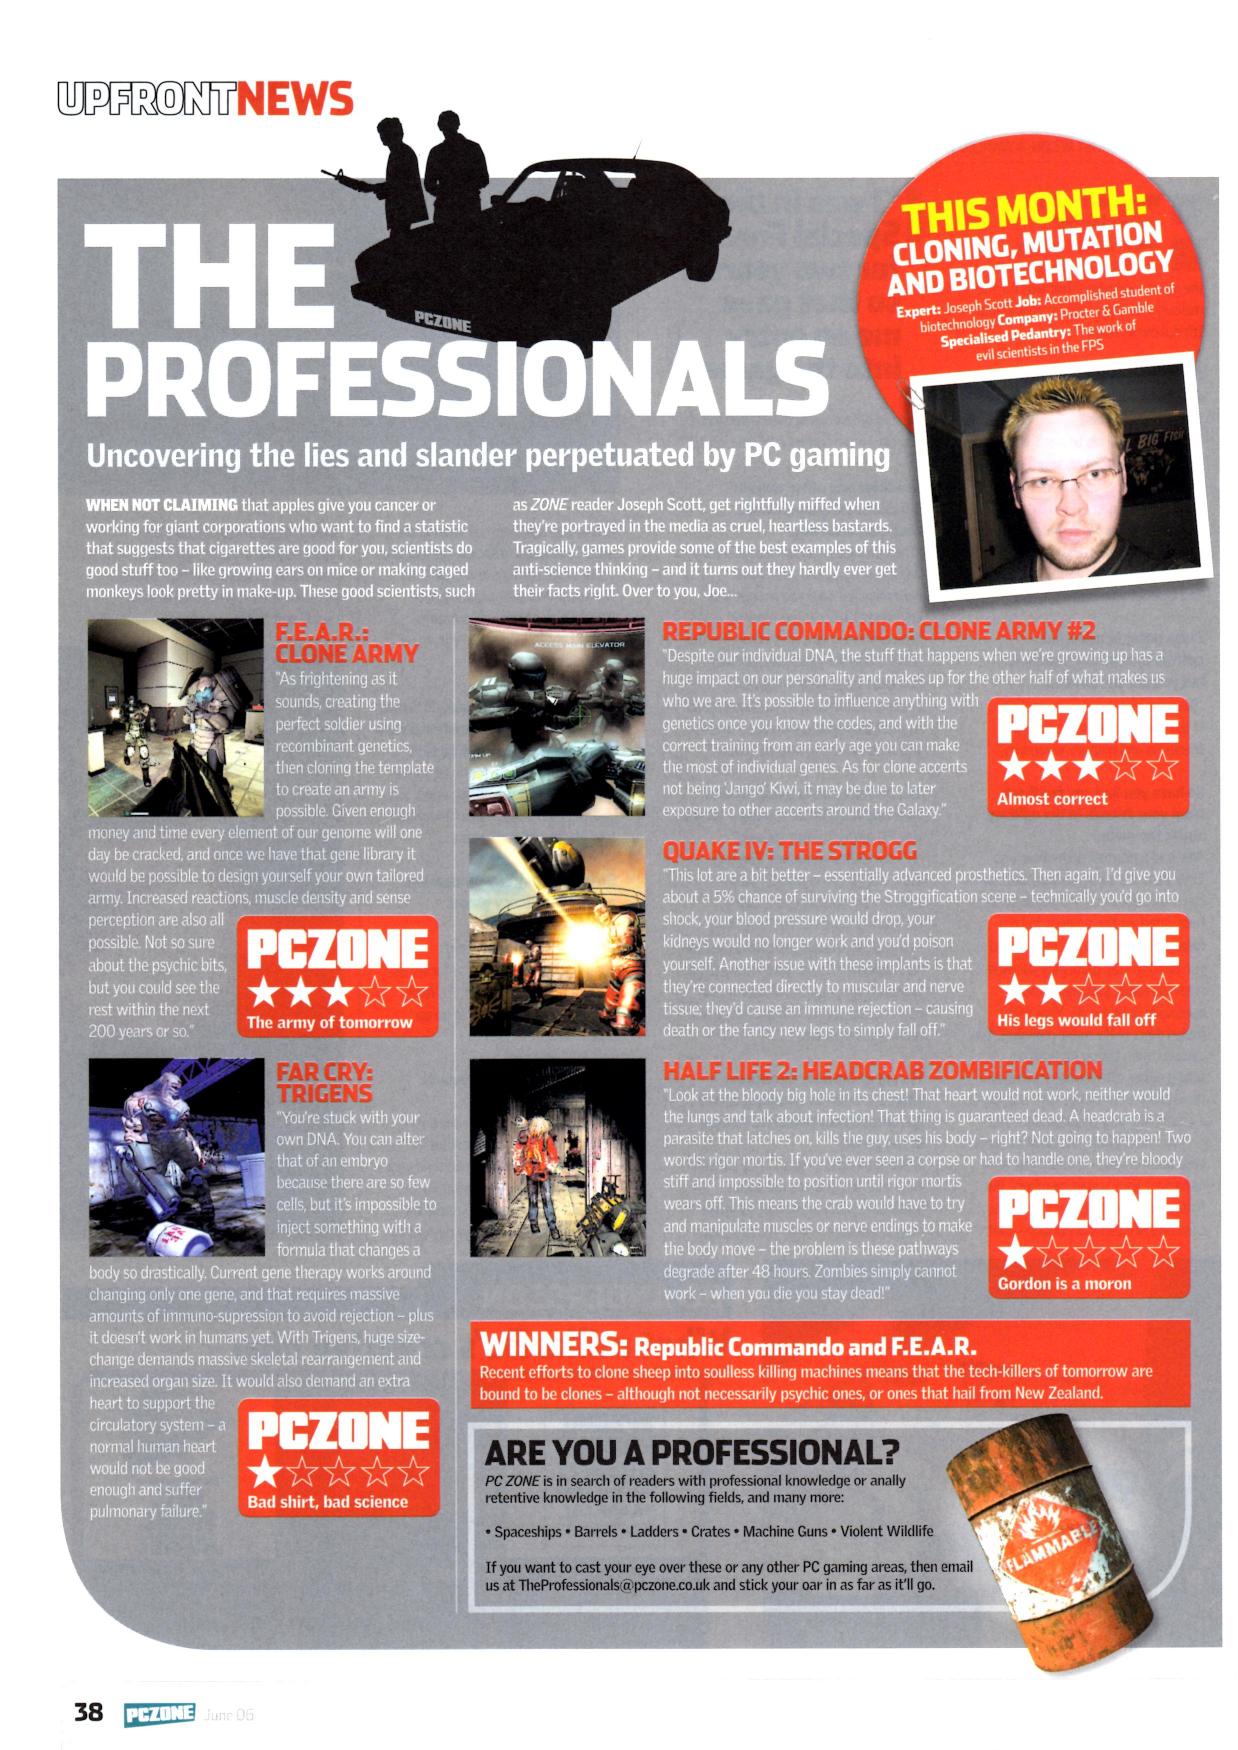 UPFRONTNEWS
PCZONE
THE
PROFESSIONALS
Uncovering the lies and slander perpetuated by PC gaming
THIS MONTH:
CLONING, MUTATION
AND BIOTECHNOLOGY
Expert: Joseph Scott Job: Accomplished student of
biotechnology Company: Procter & Gamble
Specialised Pedantry: The work of
evil scientists in the FPS
L BIG FISH
WHEN NOT CLAIMING that apples give you cancer or
working for giant corporations who want to find a statistic
that suggests that cigarettes are good for you, scientists do
good stuff too – like growing ears on mice or making caged
monkeys look pretty in make-up. These good scientists, such
as ZONE reader Joseph Scott, get rightfully miffed when
they're portrayed in the media as cruel, heartless bastards.
Tragically, games provide some of the best examples of this
anti-science thinking – and it turns out they hardly ever get
their facts right. Over to you, Joe...
F.E.A.R.:
CLONE ARMY
"As frightening as it
sounds, creating the
perfect soldier using
recombinant genetics,
then cloning the template
to create an army is
possible. Given enough
money and time every element of our genome will one
day be cracked, and once we have that gene library it
would be possible to design yourself your own tailored
army. Increased reactions, muscle density and sense
perception are also all
possible. Not so sure
about the psychic bits,
but you could see the
rest within the next
200 years or so."
PCZONE
The army of tomorrow
FAR CRY:
TRIGENS
"You're stuck with your
own DNA. You can alter
that of an embryo
because there are so few
cells, but it's impossible to
inject something with a
formula that changes a
body so drastically. Current gene therapy works around
changing only one gene, and that requires massive
amounts of immuno-supression to avoid rejection – plus
it doesn't work in humans yet. With Trigens, huge size-
change demands massive skeletal rearrangement and
increased organ size. It would also demand an extra
heart to support the
circulatory system – a
normal human heart
would not be good
enough and suffer
pulmonary failure."
PCZONE
Bad shirt, bad science
ACCESS MAIN ELEVATOR
REPUBLIC COMMANDO: CLONE ARMY #2
"Despite our individual DNA, the stuff that happens when we're growing up has a
huge impact on our personality and makes up for the other half of what makes us
who we are. It's possible to influence anything with
genetics once you know the codes, and with the
correct training from an early age you can make
the most of individual genes. As for clone accents
not being 'Jango' Kiwi, it may be due to later
exposure to other accents around the Galaxy."
PCZONE
Almost correct
QUAKE IV: THE STROGG
"This lot are a bit better – essentially advanced prosthetics. Then again, I'd give you
about a 5% chance of surviving the Stroggification scene – technically you'd go into
shock, your blood pressure would drop, your
kidneys would no longer work and you'd poison
yourself. Another issue with these implants is that
they're connected directly to muscular and nerve
tissue; they'd cause an immune rejection – causing
death or the fancy new legs to simply fall off."
PCZONE
His legs would fall off
HALF LIFE 2: HEADCRAB ZOMBIFICATION
"Look at the bloody big hole in its chest! That heart would not work, neither would
the lungs and talk about infection! That thing is guaranteed dead. A headcrab is a
parasite that latches on, kills the guy, uses his body – right? Not going to happen! Two
words: rigor mortis. If you've ever seen a corpse or had to handle one, they're bloody
stiff and impossible to position until rigor mortis
wears off. This means the crab would have to try
and manipulate muscles or nerve endings to make
the body move – the problem is these pathways
degrade after 48 hours. Zombies simply cannot
work – when you die you stay dead!"
PCZONE
Gordon is a moron
WINNERS: Republic Commando and F.E.A.R.
Recent efforts to clone sheep into soulless killing machines means that the tech-killers of tomorrow are
bound to be clones – although not necessarily psychic ones, or ones that hail from New Zealand.
ARE YOU A PROFESSIONAL?
PC ZONE is in search of readers with professional knowledge or anally
retentive knowledge in the following fields, and many more:
• Spaceships • Barrels • Ladders • Crates • Machine Guns • Violent Wildlife
If you want to cast your eye over these or any other PC gaming areas, then email
us at TheProfessionals@pczone.co.uk and stick your oar in as far as it'll go.
FLAMMABLE
38 PCZONE June 06